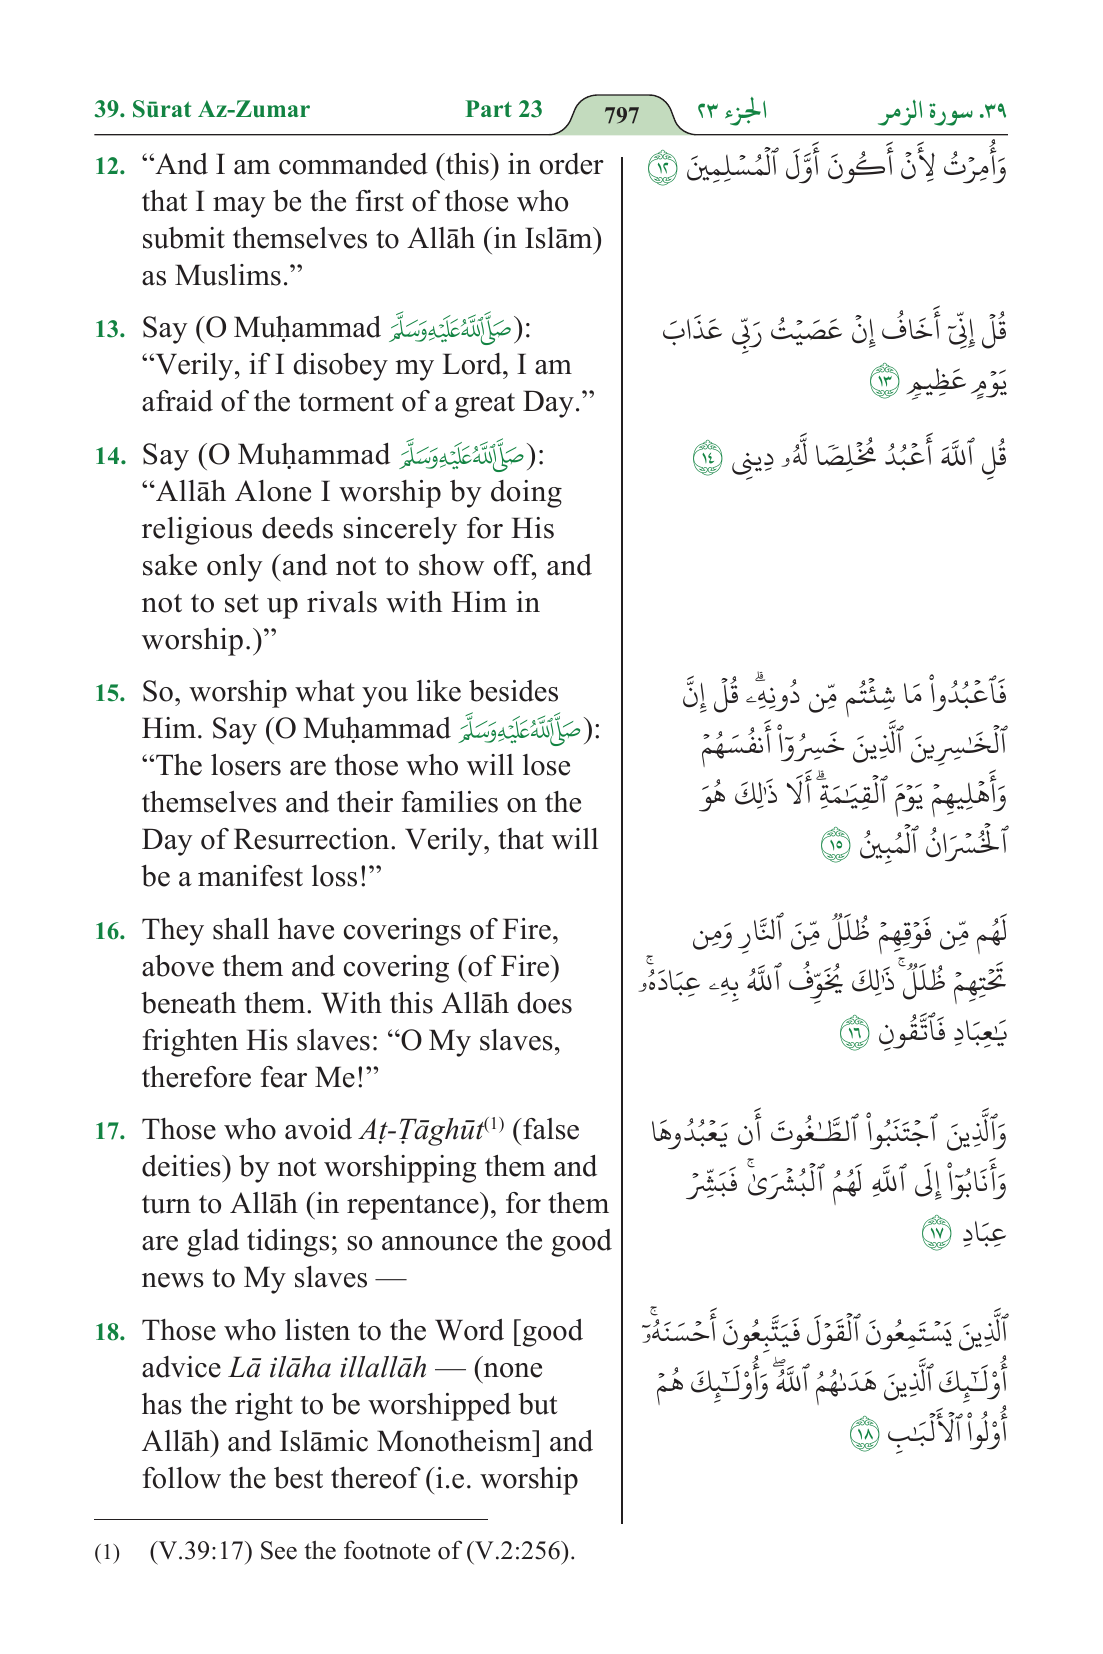 39. Sūrat Az-Zumar Part 23 797 الجزء ٢٣ ٣٩. سورة الزمر
12. “And I am commanded (this) in order
that I may be the first of those who
submit themselves to Allāh (in Islām)
as Muslims.”
13. Say (O Muḥammad صَلَّى ٱللَّهُ عَلَيْهِ وَسَلَّمَ):
“Verily, if I disobey my Lord, I am
afraid of the torment of a great Day.”
14. Say (O Muḥammad صَلَّى ٱللَّهُ عَلَيْهِ وَسَلَّمَ):
“Allāh Alone I worship by doing
religious deeds sincerely for His
sake only (and not to show off, and
not to set up rivals with Him in
worship.)”
15. So, worship what you like besides
Him. Say (O Muḥammad صَلَّى ٱللَّهُ عَلَيْهِ وَسَلَّمَ):
“The losers are those who will lose
themselves and their families on the
Day of Resurrection. Verily, that will
be a manifest loss!”
16. They shall have coverings of Fire,
above them and covering (of Fire)
beneath them. With this Allāh does
frighten His slaves: “O My slaves,
therefore fear Me!”
17. Those who avoid Aṭ-Ṭāghūt(1) (false
deities) by not worshipping them and
turn to Allāh (in repentance), for them
are glad tidings; so announce the good
news to My slaves —
18. Those who listen to the Word [good
advice Lā ilāha illallāh — (none
has the right to be worshipped but
Allāh) and Islāmic Monotheism] and
follow the best thereof (i.e. worship
وَأُمِرْتُ لِأَنْ أَكُونَ أَوَّلَ ٱلْمُسْلِمِينَ ١٢
قُلْ إِنِّىٓ أَخَافُ إِنْ عَصَيْتُ رَبِّى عَذَابَ
يَوْمٍ عَظِيمٍ ١٣
قُلِ ٱللَّهَ أَعْبُدُ مُخْلِصًا لَّهُۥ دِينِى ١٤
فَٱعْبُدُوا۟ مَا شِئْتُم مِّن دُونِهِۦ ۗ قُلْ إِنَّ
ٱلْخَـٰسِرِينَ ٱلَّذِينَ خَسِرُوٓا۟ أَنفُسَهُمْ
وَأَهْلِيهِمْ يَوْمَ ٱلْقِيَـٰمَةِ ۗ أَلَا ذَٰلِكَ هُوَ
ٱلْخُسْرَانُ ٱلْمُبِينُ ١٥
لَهُم مِّن فَوْقِهِمْ ظُلَلٌ مِّنَ ٱلنَّارِ وَمِن
تَحْتِهِمْ ظُلَلٌ ۚ ذَٰلِكَ يُخَوِّفُ ٱللَّهُ بِهِۦ عِبَادَهُۥ ۚ
يَـٰعِبَادِ فَٱتَّقُونِ ١٦
وَٱلَّذِينَ ٱجْتَنَبُوا۟ ٱلطَّـٰغُوتَ أَن يَعْبُدُوهَا
وَأَنَابُوٓا۟ إِلَى ٱللَّهِ لَهُمُ ٱلْبُشْرَىٰ ۚ فَبَشِّرْ
عِبَادِ ١٧
ٱلَّذِينَ يَسْتَمِعُونَ ٱلْقَوْلَ فَيَتَّبِعُونَ أَحْسَنَهُۥٓ ۚ
أُو۟لَـٰٓئِكَ ٱلَّذِينَ هَدَىٰهُمُ ٱللَّهُ ۖ وَأُو۟لَـٰٓئِكَ هُمْ
أُو۟لُوا۟ ٱلْأَلْبَـٰبِ ١٨
(1) (V.39:17) See the footnote of (V.2:256).